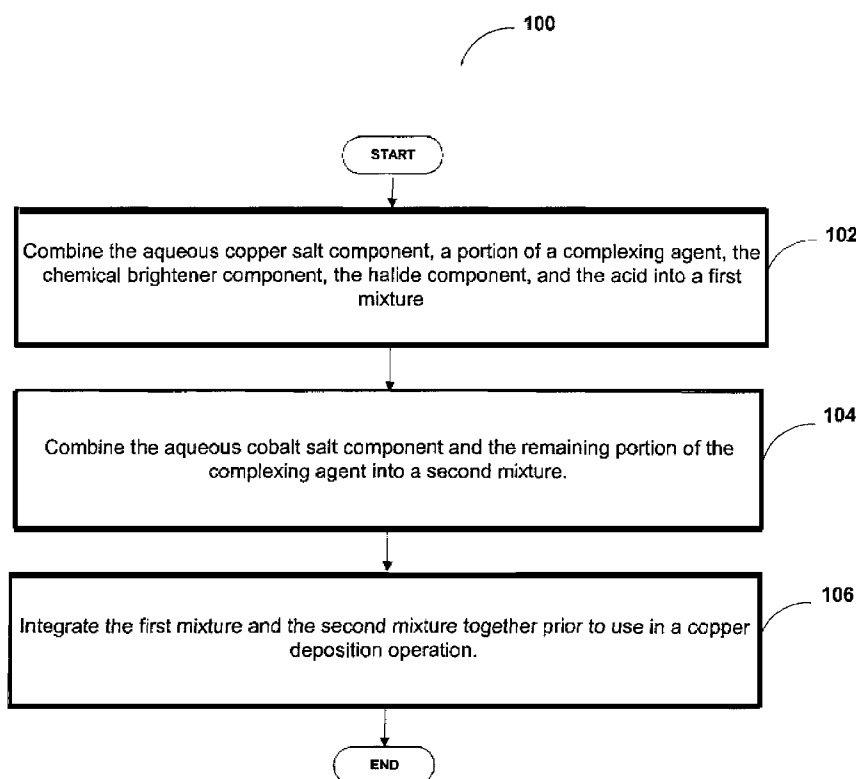 100
START
Combine the aqueous copper salt component, a portion of a complexing agent, the
chemical brightener component, the halide component, and the acid into a first
mixture
102
Combine the aqueous cobalt salt component and the remaining portion of the
complexing agent into a second mixture.
104
Integrate the first mixture and the second mixture together prior to use in a copper
deposition operation.
106
END